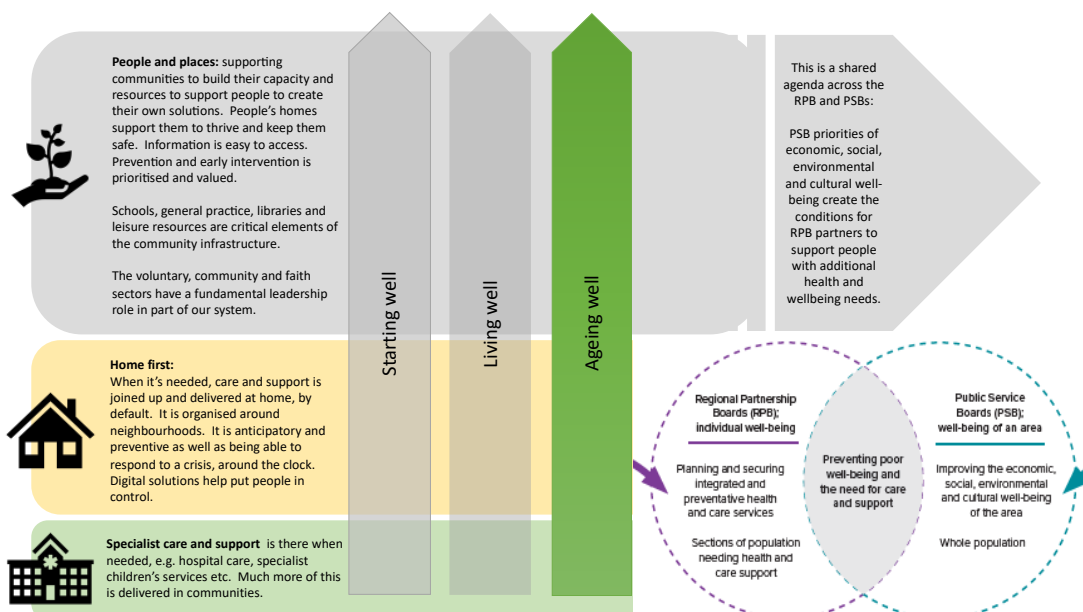 People and places: supporting
communities to build their capacity and
resources to support people to create
their own solutions.  People's homes
support them to thrive and keep them
safe.  Information is easy to access.
Prevention and early intervention is
prioritised and valued.
Schools, general practice, libraries and
leisure resources are critical elements of
the community infrastructure.
The voluntary, community and faith
sectors have a fundamental leadership
role in part of our system.
Home first:
When it's needed, care and support is
joined up and delivered at home, by
default.  It is organised around
neighbourhoods.  It is anticipatory and
preventive as well as being able to
respond to a crisis, around the clock.
Digital solutions help put people in
control.
Specialist care and support  is there when
needed, e.g. hospital care, specialist
children's services etc.  Much more of this
is delivered in communities.
Starting well
Living well
Ageing well
This is a shared
agenda across the
RPB and PSBs:
PSB priorities of
economic, social,
environmental
and cultural well-
being create the
conditions for
RPB partners to
support people
with additional
health and
wellbeing needs.
Regional Partnership
Boards (RPB);
individual well-being
Planning and securing
integrated and
preventative health
and care services
Sections of population
needing health and
care support
Preventing poor
well-being and
the need for care
and support
Public Service
Boards (PSB);
well-being of an area
Improving the economic,
social, environmental
and cultural well-being
of the area
Whole population